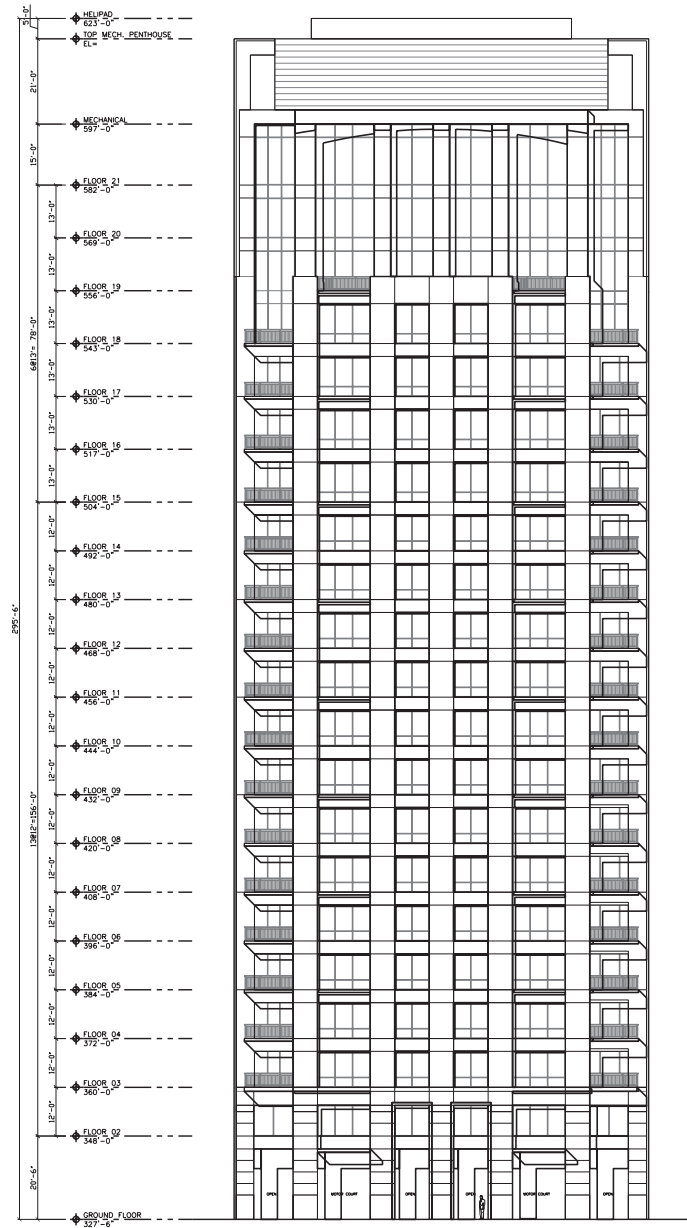 HELIPAD
623'-0"
5'-0"
TOP MECH. PENTHOUSE
EL=
21'-0"
MECHANICAL
597'-0"
15'-0"
FLOOR 21
582'-0"
13'-0"
FLOOR 20
569'-0"
13'-0"
FLOOR 19
556'-0"
13'-0"
6@13'= 78'-0"
FLOOR 18
543'-0"
13'-0"
FLOOR 17
530'-0"
13'-0"
FLOOR 16
517'-0"
13'-0"
FLOOR 15
504'-0"
12'-0"
FLOOR 14
492'-0"
12'-0"
FLOOR 13
480'-0"
295'-6"
12'-0"
FLOOR 12
468'-0"
12'-0"
FLOOR 11
456'-0"
12'-0"
FLOOR 10
444'-0"
12'-0"
FLOOR 09
432'-0"
13@12'=156'-0"
12'-0"
FLOOR 08
420'-0"
12'-0"
FLOOR 07
408'-0"
12'-0"
FLOOR 06
396'-0"
12'-0"
FLOOR 05
384'-0"
12'-0"
FLOOR 04
372'-0"
12'-0"
FLOOR 03
360'-0"
12'-0"
FLOOR 02
348'-0"
20'-6"
OPEN MOTOR COURT OPEN OPEN MOTOR COURT OPEN
GROUND FLOOR
327'-6"